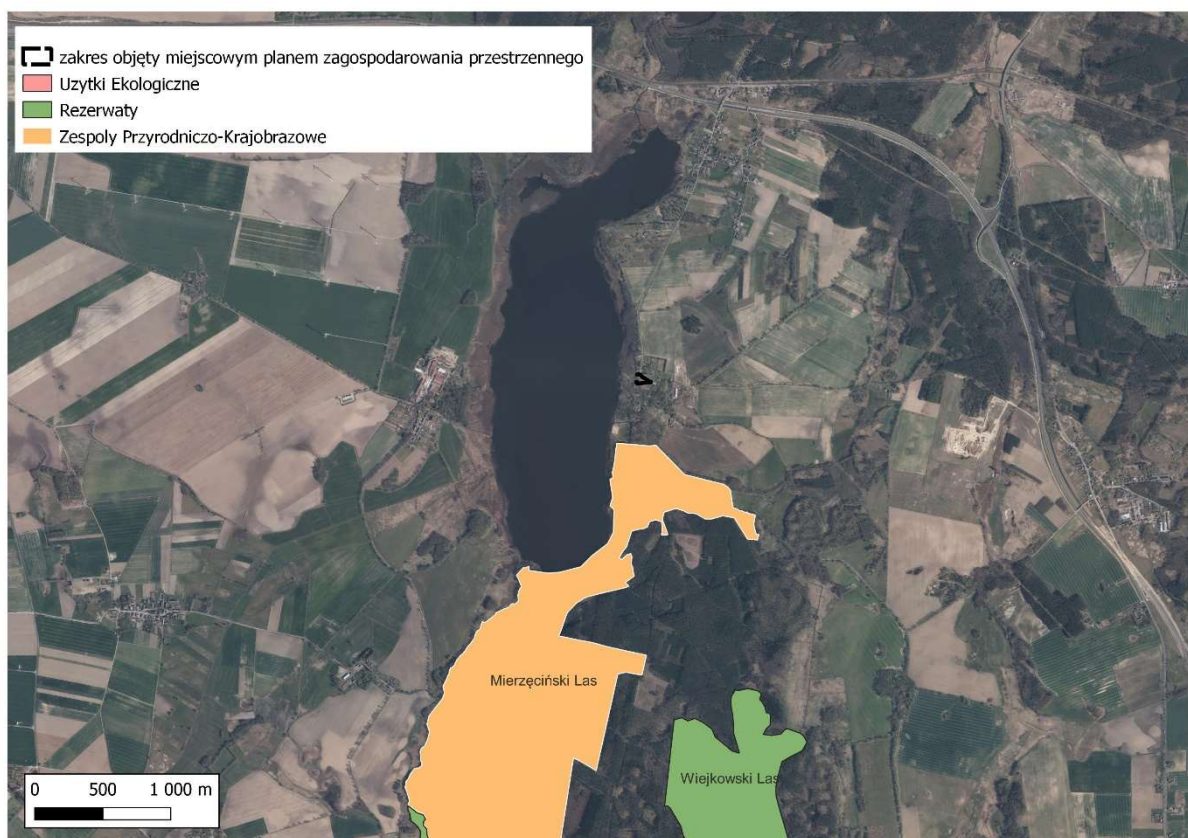 zakres objęty miejscowym planem zagospodarowania przestrzennego
Uzytki Ekologiczne
Rezerwaty
Zespoly Przyrodniczo-Krajobrazowe
Mierzęciński Las
Wiejkowski Las
0 500 1 000 m